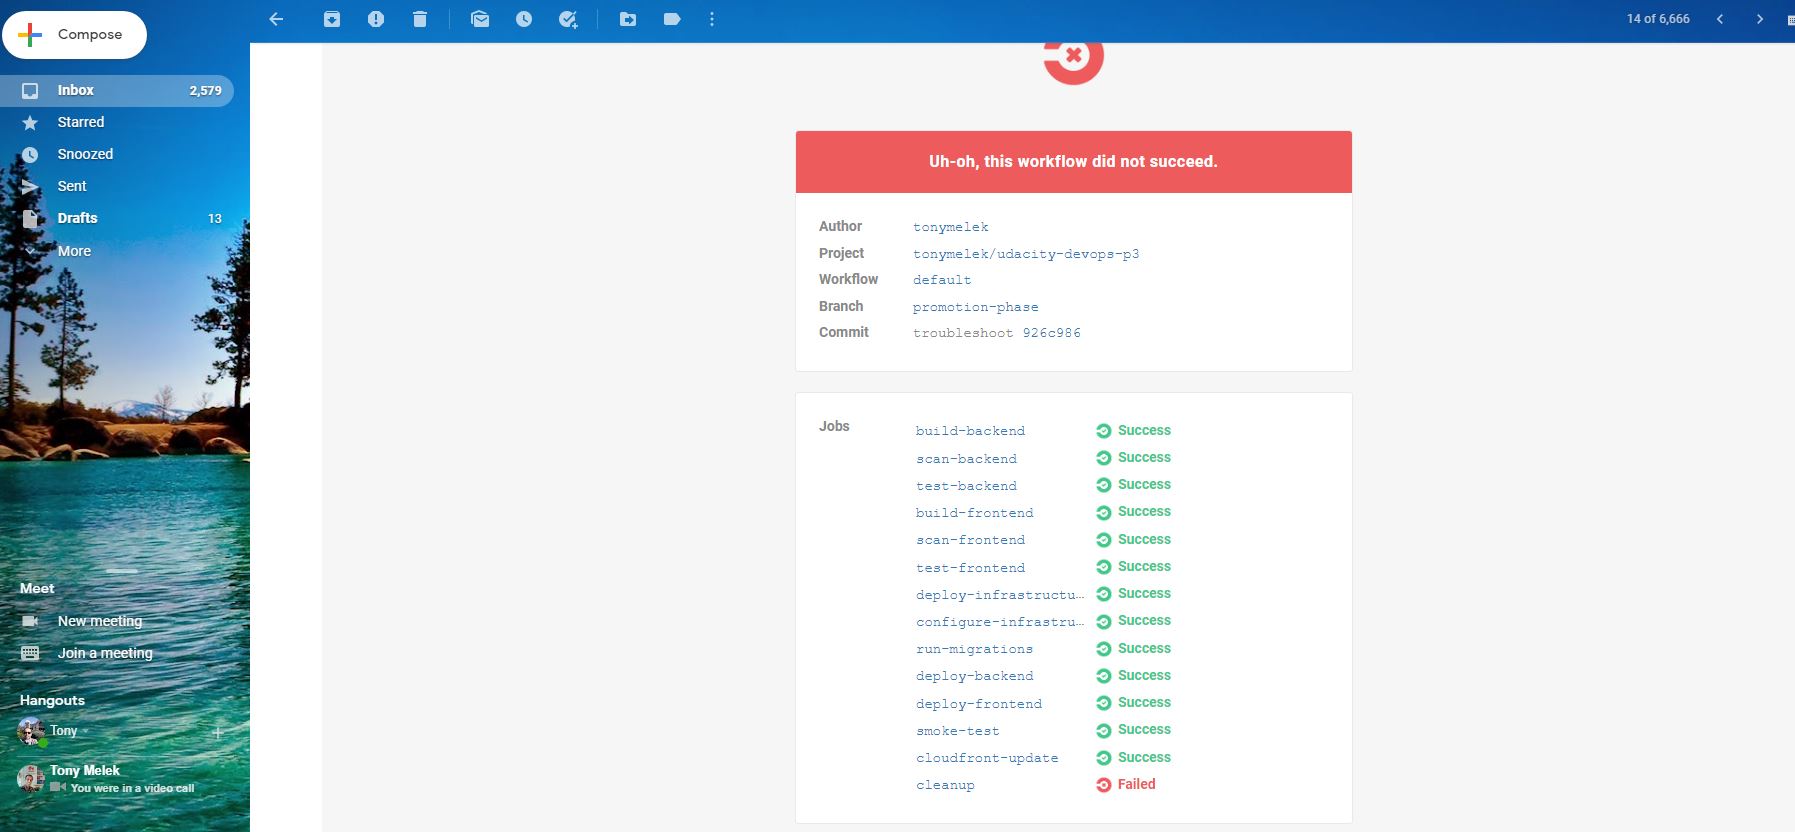 Compose
14 of 6,666
Inbox 2,579
Starred
Snoozed
Sent
Drafts 13
More
Meet
New meeting
Join a meeting
Hangouts
Tony
Tony Melek
You were in a video call
Uh-oh, this workflow did not succeed.
Author tonymelek
Project tonymelek/udacity-devops-p3
Workflow default
Branch promotion-phase
Commit troubleshoot 926c986
Jobs build-backend Success
scan-backend Success
test-backend Success
build-frontend Success
scan-frontend Success
test-frontend Success
deploy-infrastructu… Success
configure-infrastru… Success
run-migrations Success
deploy-backend Success
deploy-frontend Success
smoke-test Success
cloudfront-update Success
cleanup Failed